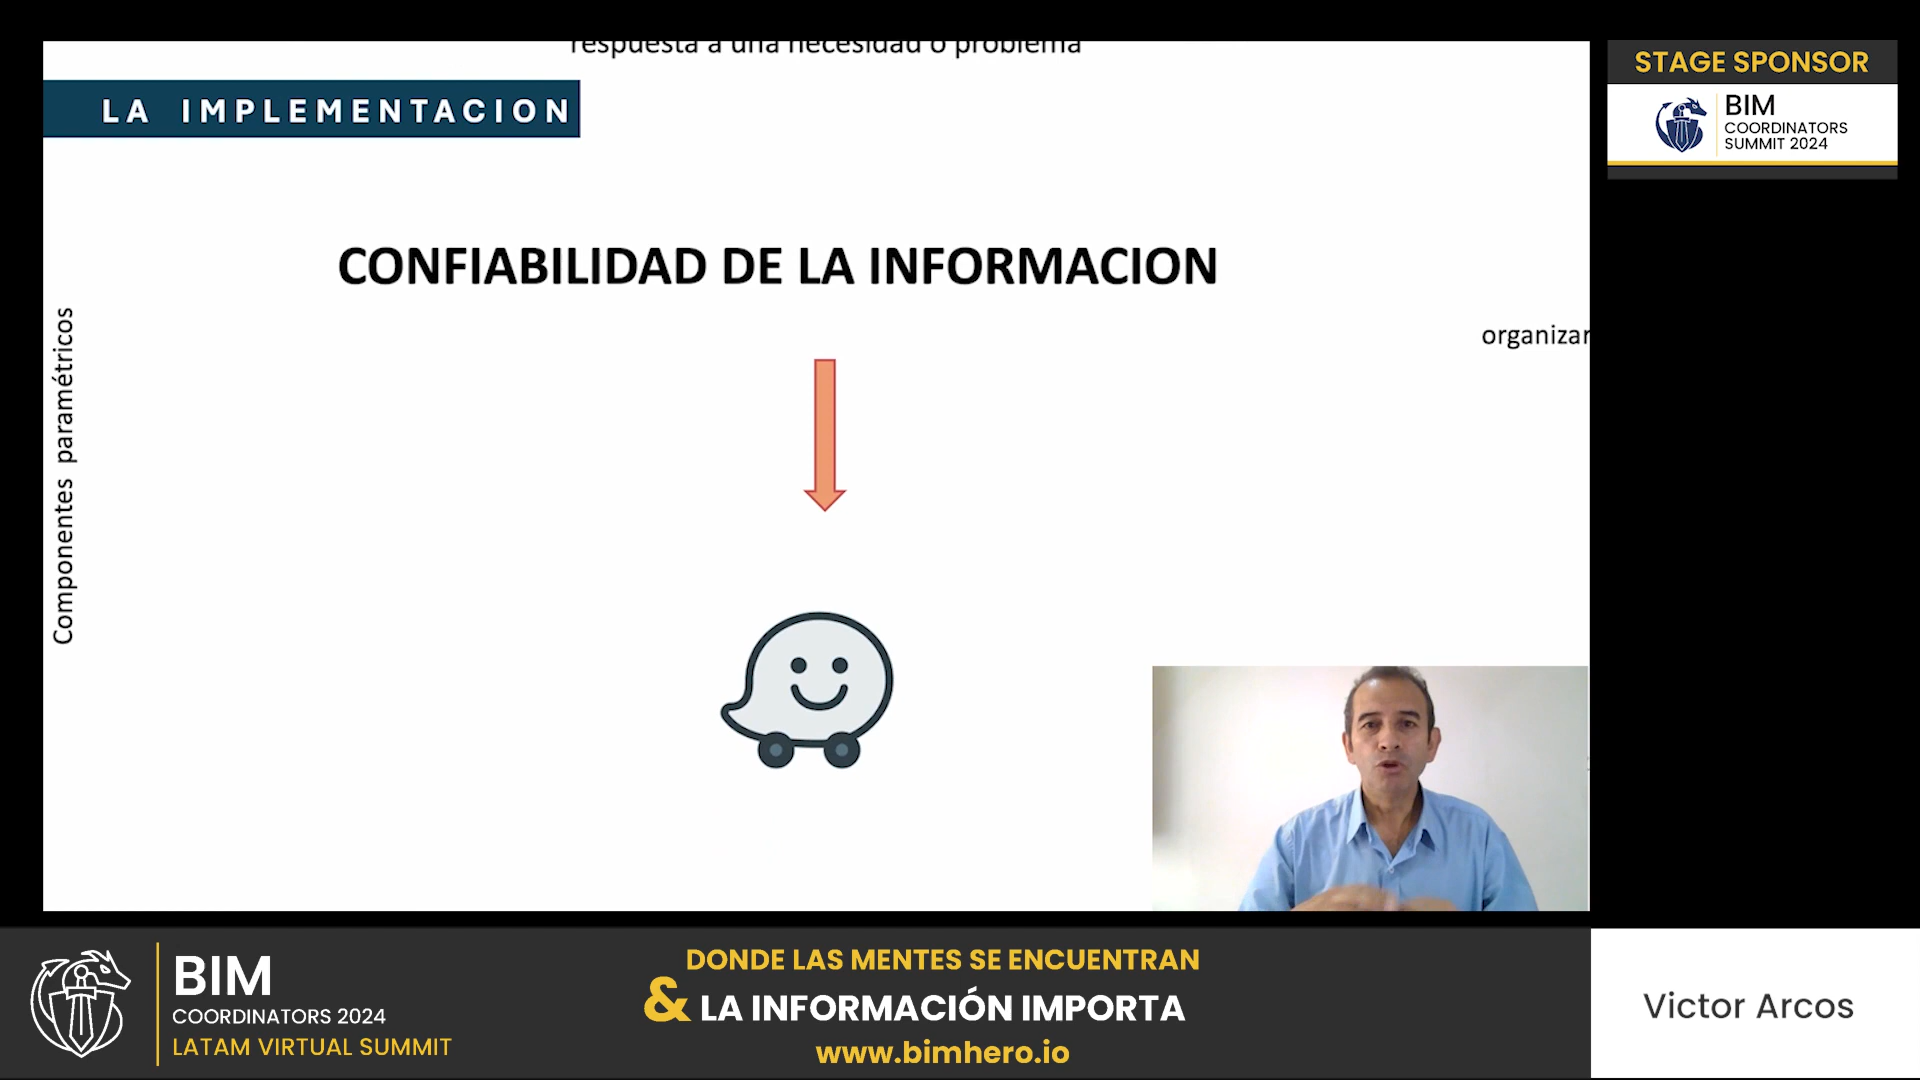 respuesta a una necesidad o problema
LA IMPLEMENTACION
CONFIABILIDAD DE LA INFORMACION
Componentes paramétricos
organizar
STAGE SPONSOR
BIM
COORDINATORS
SUMMIT 2024
BIM
COORDINATORS 2024
LATAM VIRTUAL SUMMIT
DONDE LAS MENTES SE ENCUENTRAN
& LA INFORMACIÓN IMPORTA
www.bimhero.io
Victor Arcos